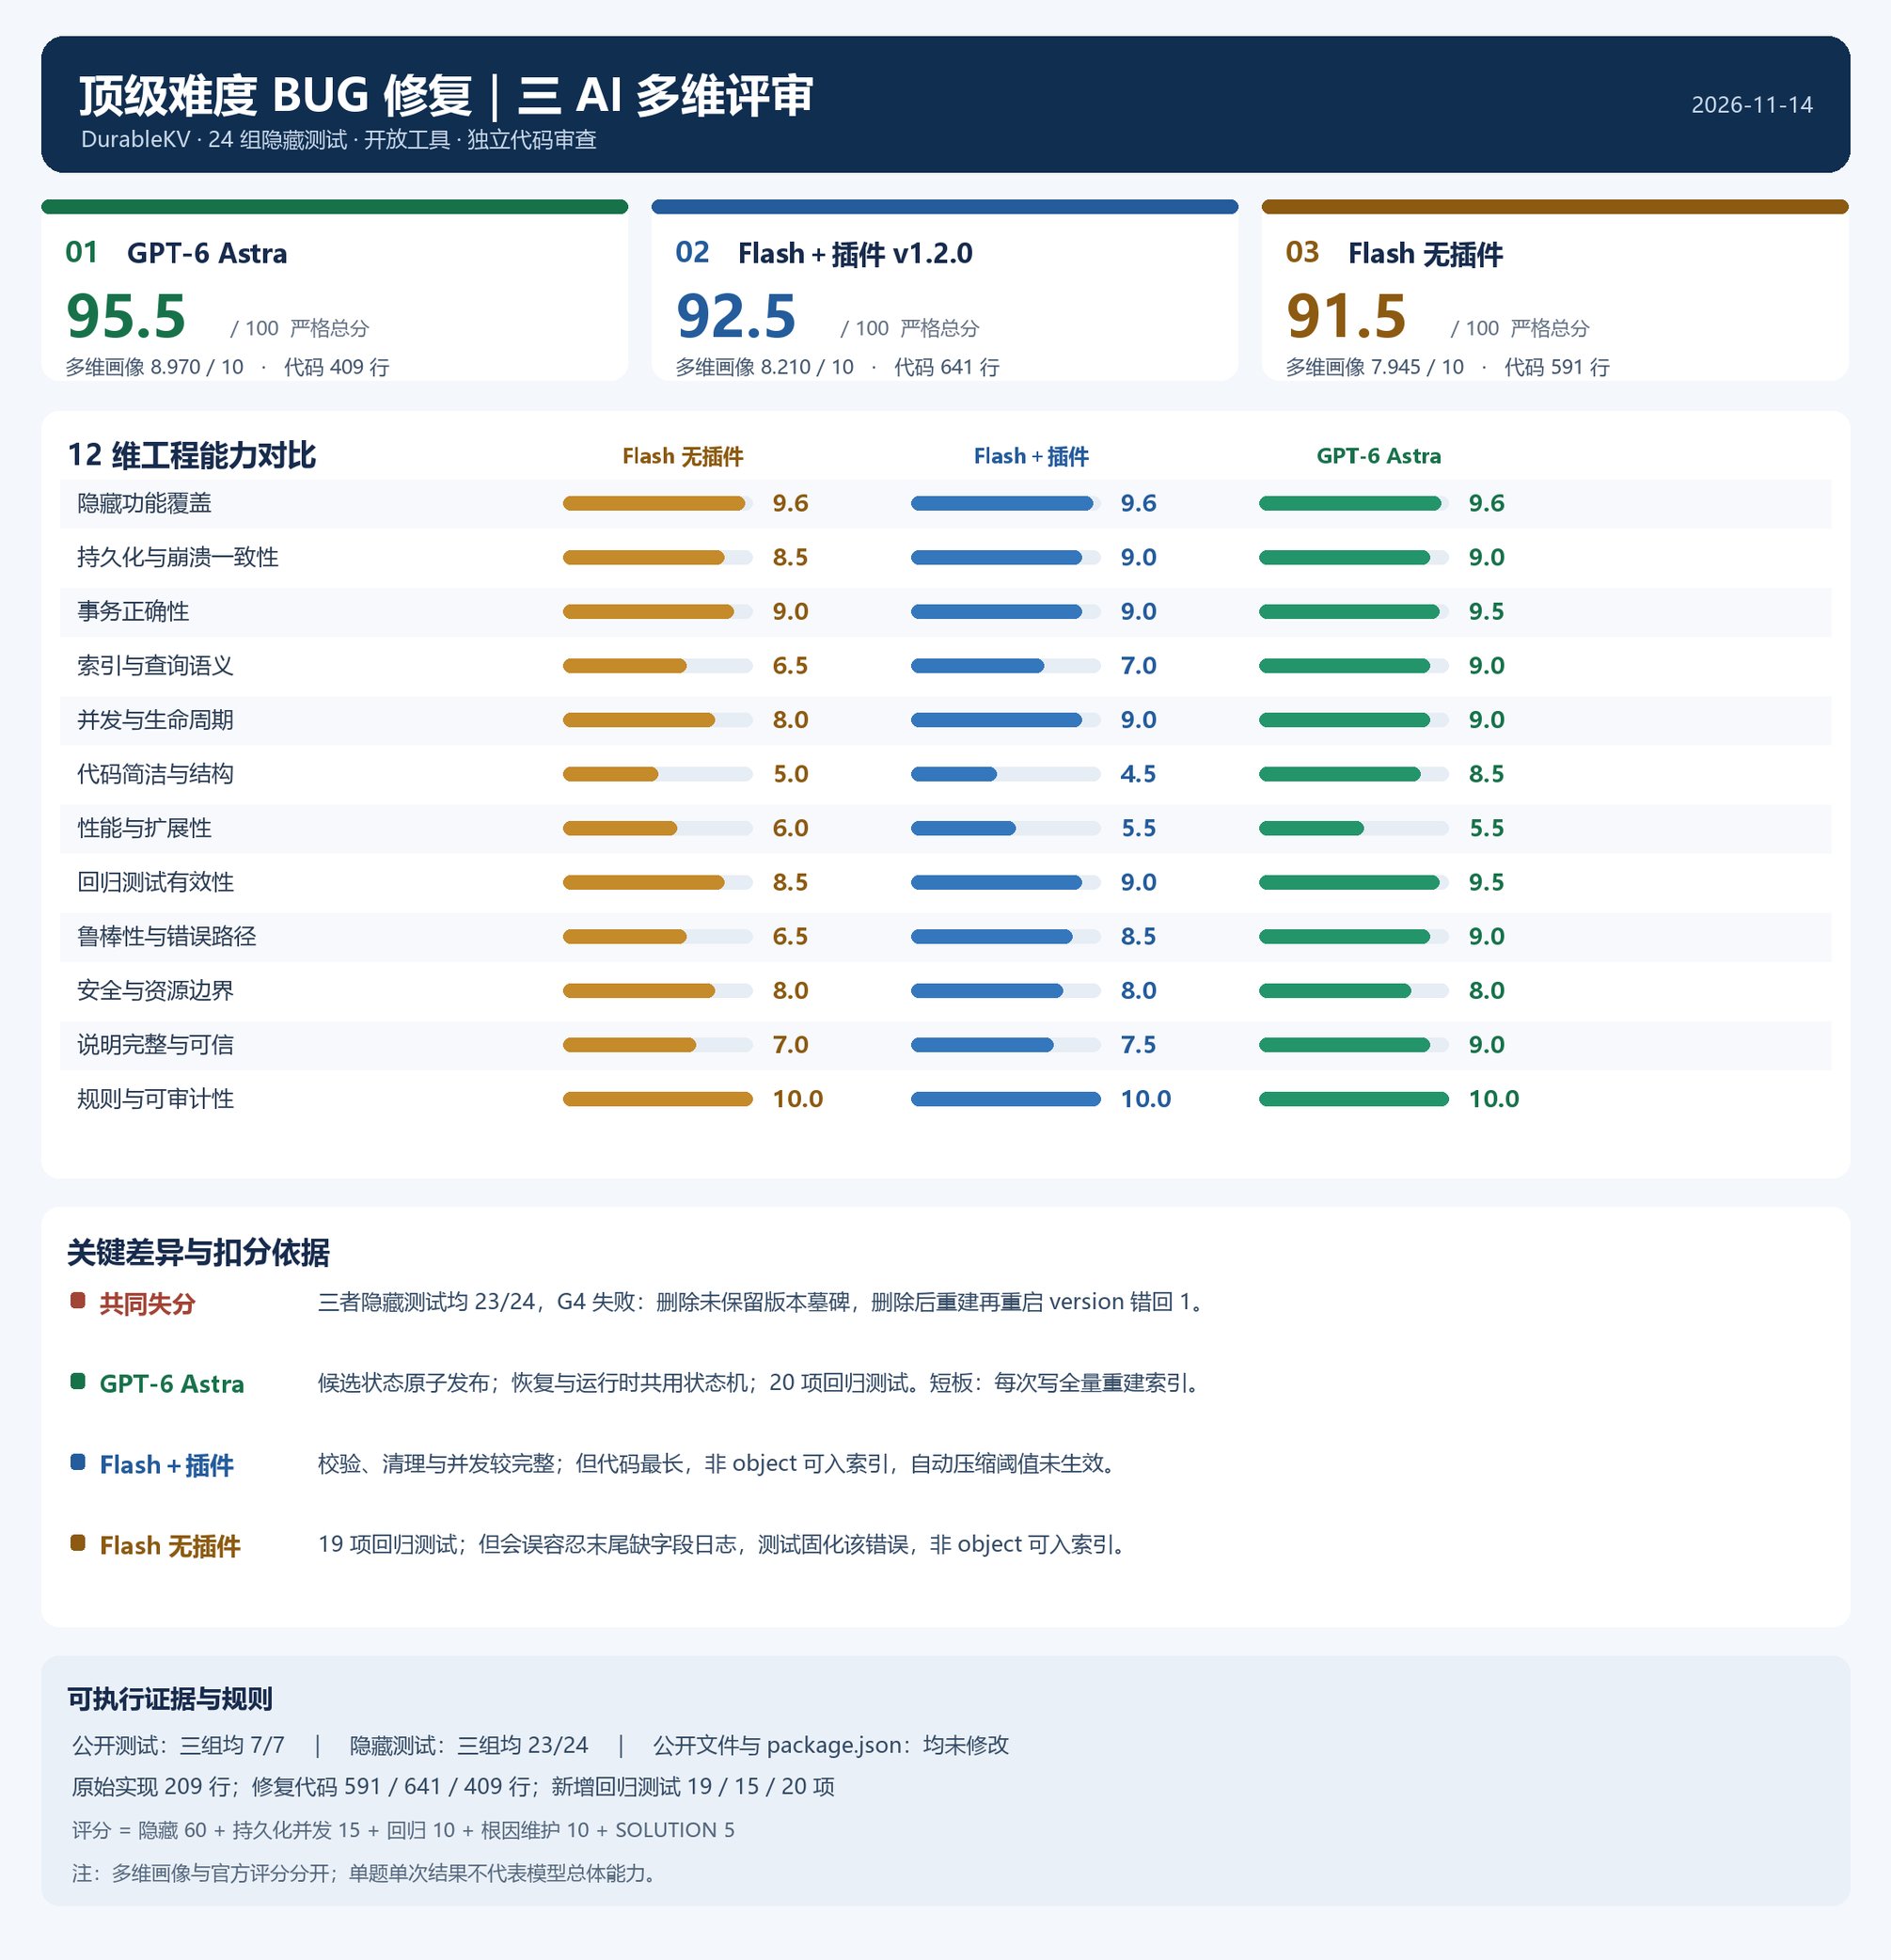 顶级难度 BUG 修复 | 三 AI 多维评审
DurableKV · 24 组隐藏测试 · 开放工具 · 独立代码审查
2026-11-14
01 GPT-6 Astra
95.5 / 100 严格总分
多维画像 8.970 / 10 · 代码 409 行
02 Flash + 插件 v1.2.0
92.5 / 100 严格总分
多维画像 8.210 / 10 · 代码 641 行
03 Flash 无插件
91.5 / 100 严格总分
多维画像 7.945 / 10 · 代码 591 行
12 维工程能力对比 Flash 无插件 Flash + 插件 GPT-6 Astra
隐藏功能覆盖 9.6 9.6 9.6
持久化与崩溃一致性 8.5 9.0 9.0
事务正确性 9.0 9.0 9.5
索引与查询语义 6.5 7.0 9.0
并发与生命周期 8.0 9.0 9.0
代码简洁与结构 5.0 4.5 8.5
性能与扩展性 6.0 5.5 5.5
回归测试有效性 8.5 9.0 9.5
鲁棒性与错误路径 6.5 8.5 9.0
安全与资源边界 8.0 8.0 8.0
说明完整与可信 7.0 7.5 9.0
规则与可审计性 10.0 10.0 10.0
关键差异与扣分依据
共同失分 三者隐藏测试均 23/24，G4 失败：删除未保留版本墓碑，删除后重建再重启 version 错回 1。
GPT-6 Astra 候选状态原子发布；恢复与运行时共用状态机；20 项回归测试。短板：每次写全量重建索引。
Flash + 插件 校验、清理与并发较完整；但代码最长，非 object 可入索引，自动压缩阈值未生效。
Flash 无插件 19 项回归测试；但会误容忍末尾缺字段日志，测试固化该错误，非 object 可入索引。
可执行证据与规则
公开测试：三组均 7/7 | 隐藏测试：三组均 23/24 | 公开文件与 package.json：均未修改
原始实现 209 行；修复代码 591 / 641 / 409 行；新增回归测试 19 / 15 / 20 项
评分 = 隐藏 60 + 持久化并发 15 + 回归 10 + 根因维护 10 + SOLUTION 5
注：多维画像与官方评分分开；单题单次结果不代表模型总体能力。